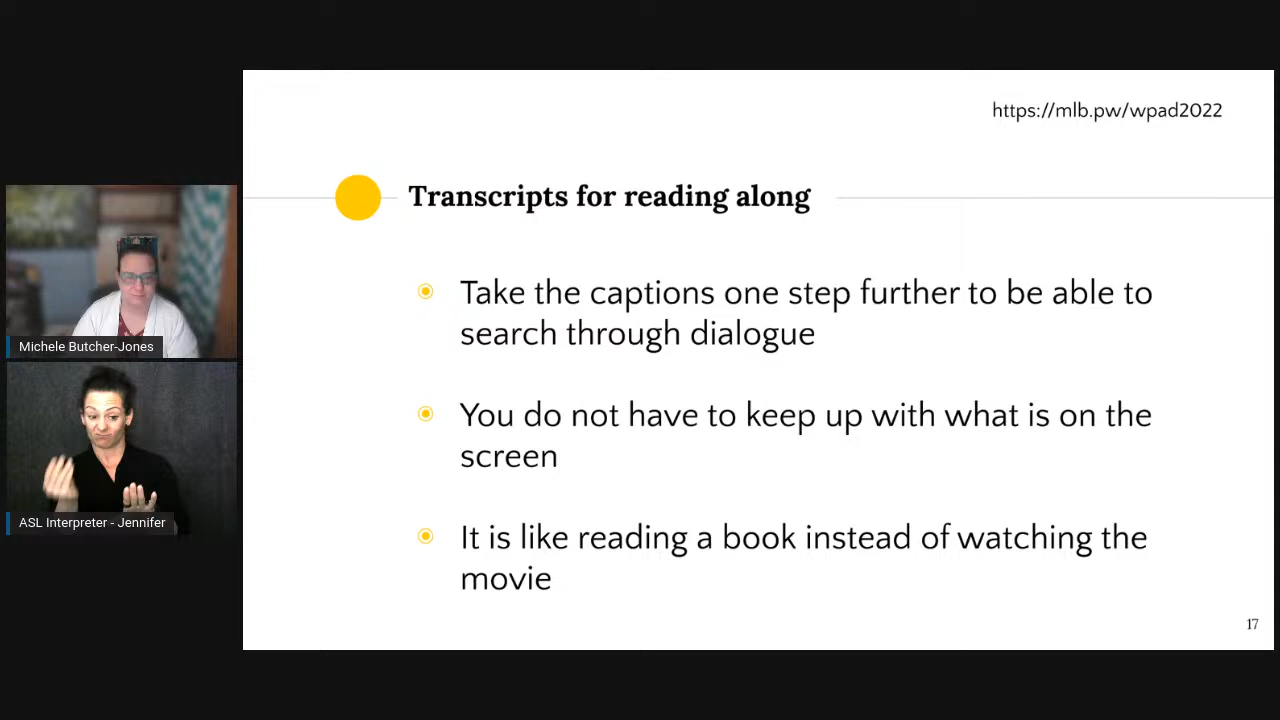 https://mlb.pw/wpad2022
Transcripts for reading along
Take the captions one step further to be able to
search through dialogue
You do not have to keep up with what is on the
screen
It is like reading a book instead of watching the
movie
17
Michele Butcher-Jones
ASL Interpreter - Jennifer